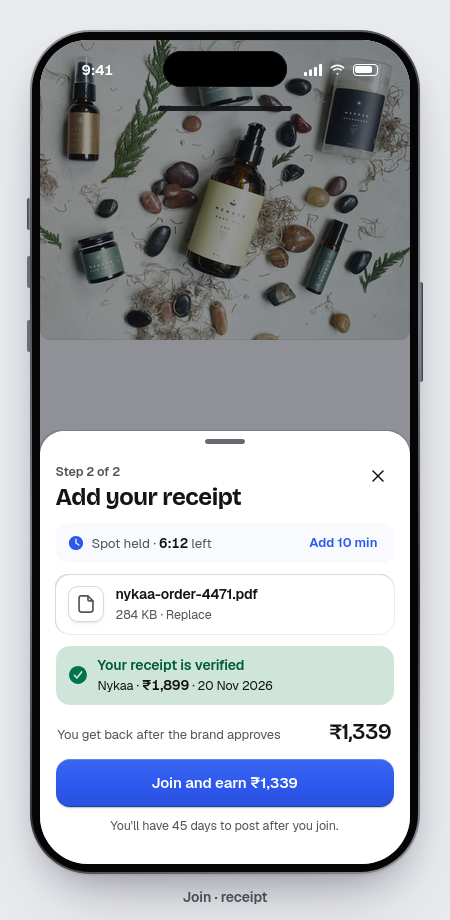 9:41
Step 2 of 2
Add your receipt
Spot held · 6:12 left
Add 10 min
nykaa-order-4471.pdf
284 KB · Replace
Your receipt is verified
Nykaa · ₹1,899 · 20 Nov 2026
You get back after the brand approves
₹1,339
Join and earn ₹1,339
You'll have 45 days to post after you join.
Join · receipt